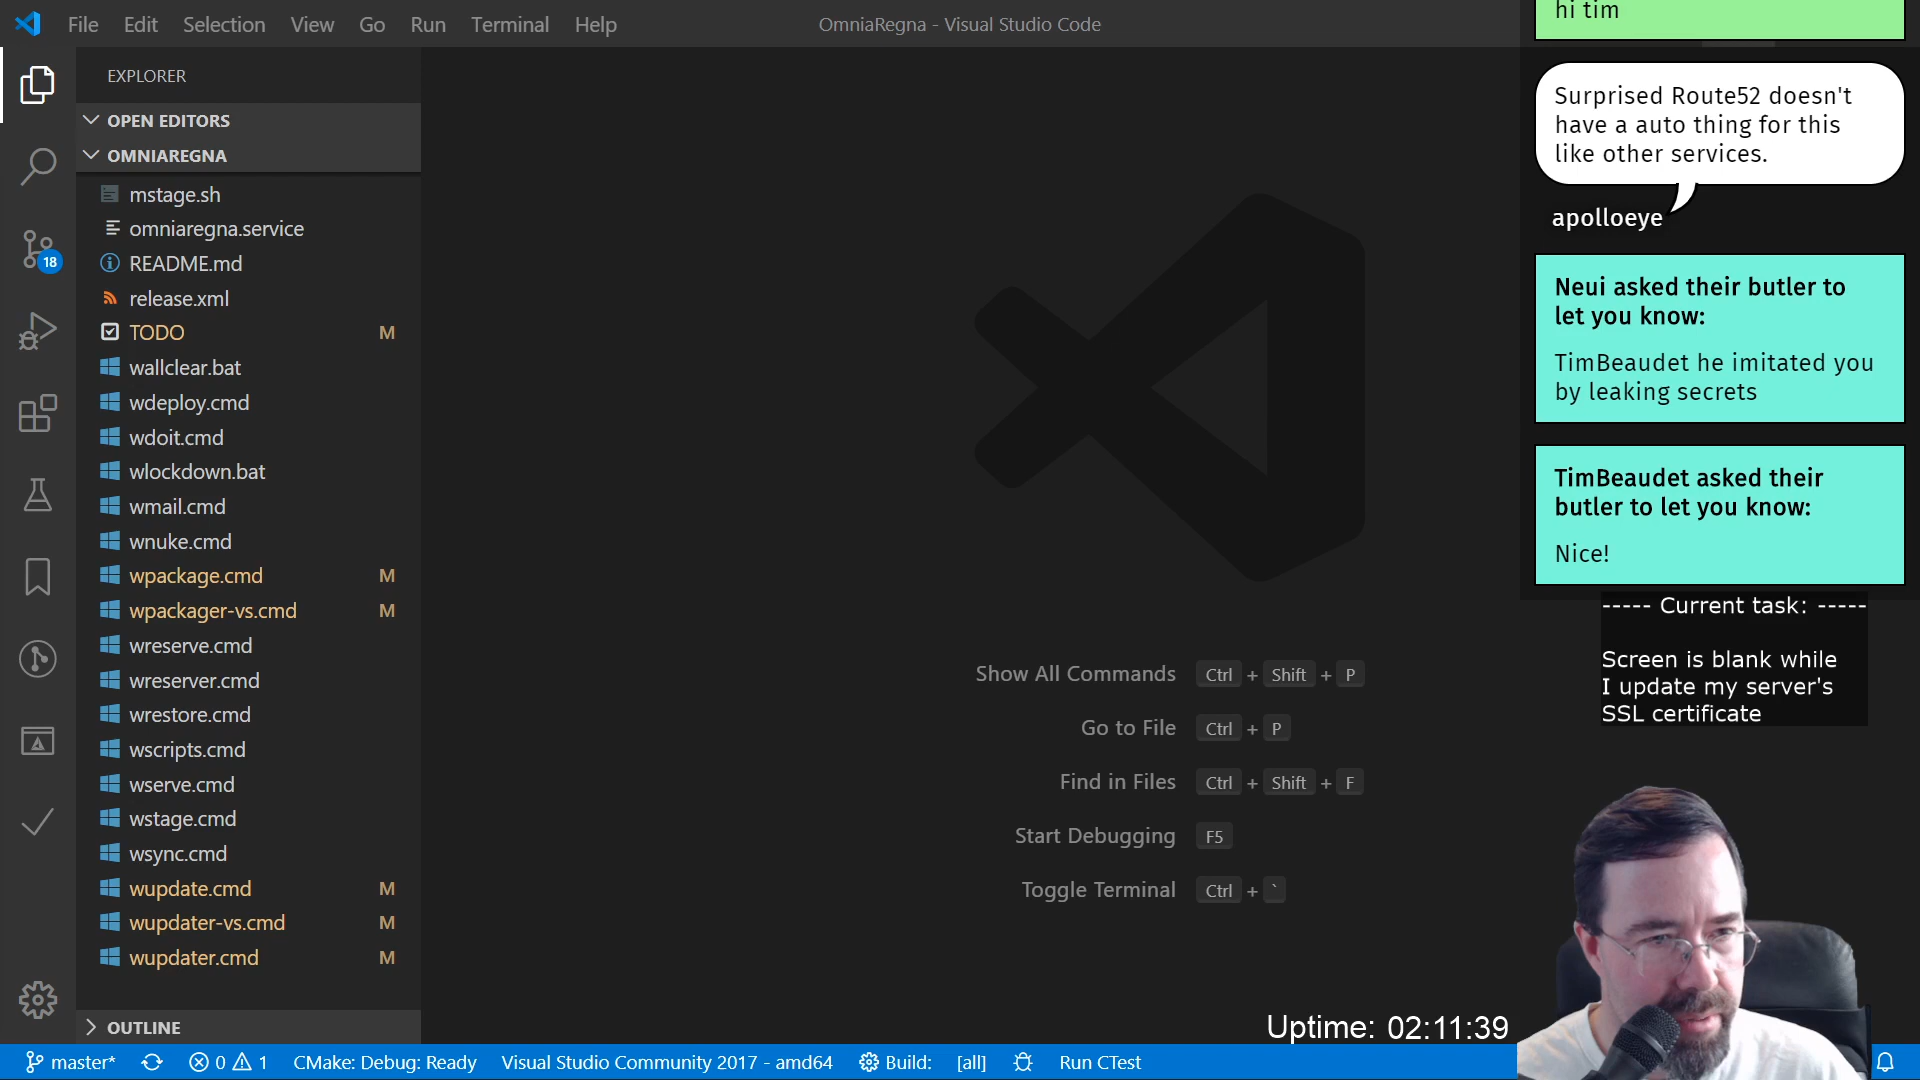 File Edit Selection View Go Run Terminal Help
OmniaRegna - Visual Studio Code
EXPLORER
OPEN EDITORS
OMNIAREGNA
mstage.sh
omniaregna.service
README.md
release.xml
TODO M
wallclear.bat
wdeploy.cmd
wdoit.cmd
wlockdown.bat
wmail.cmd
wnuke.cmd
wpackage.cmd M
wpackager-vs.cmd M
wreserve.cmd
wreserver.cmd
wrestore.cmd
wscripts.cmd
wserve.cmd
wstage.cmd
wsync.cmd
wupdate.cmd M
wupdater-vs.cmd M
wupdater.cmd M
OUTLINE
18
Show All Commands Ctrl + Shift + P
Go to File Ctrl + P
Find in Files Ctrl + Shift + F
Start Debugging F5
Toggle Terminal Ctrl + `
hi tim
Surprised Route52 doesn't
have a auto thing for this
like other services.
apolloeye
Neui asked their butler to
let you know:
TimBeaudet he imitated you
by leaking secrets
TimBeaudet asked their
butler to let you know:
Nice!
----- Current task: -----
Screen is blank while
I update my server's
SSL certificate
Uptime: 02:11:39
master* 0 1 CMake: Debug: Ready Visual Studio Community 2017 - amd64 Build: [all] Run CTest